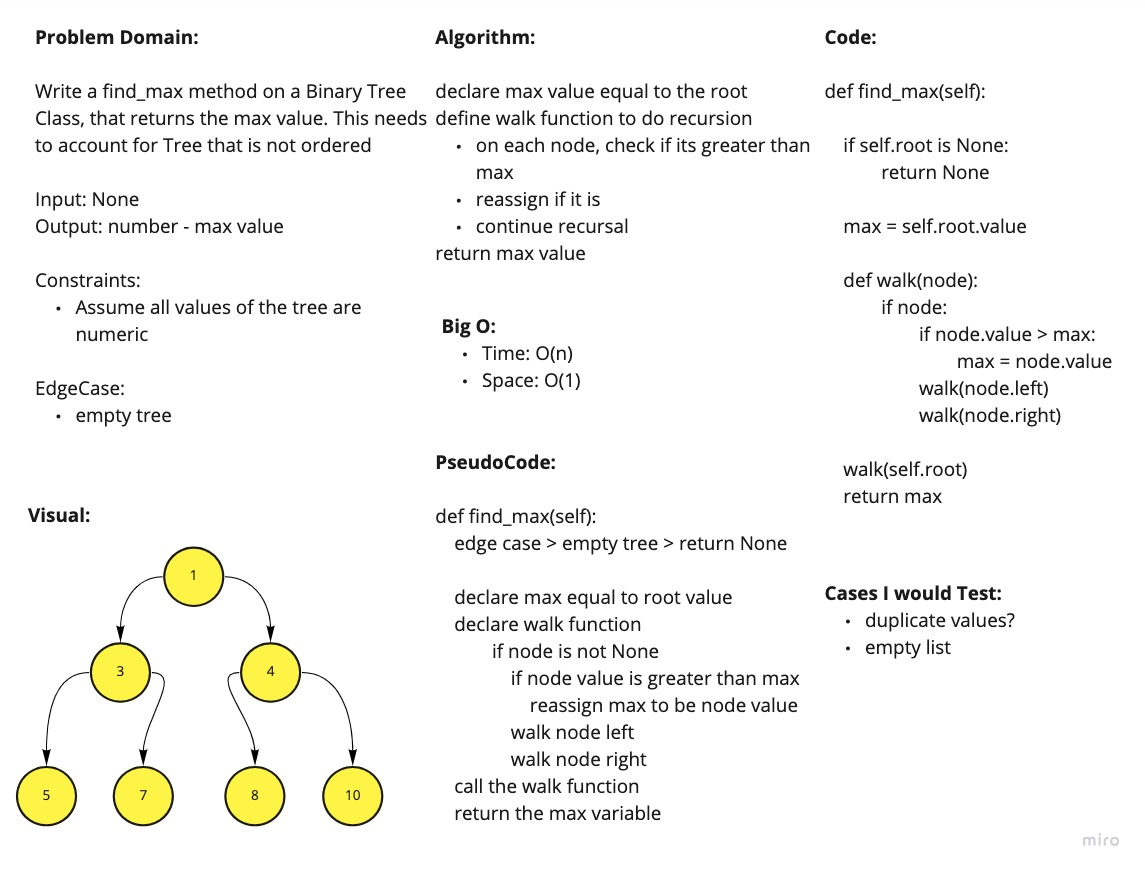 Problem Domain:
Write a find_max method on a Binary Tree
Class, that returns the max value. This needs
to account for Tree that is not ordered
Input: None
Output: number - max value
Constraints:
• Assume all values of the tree are
numeric
EdgeCase:
• empty tree
Visual:
1
3
4
5
7
8
10
Algorithm:
declare max value equal to the root
define walk function to do recursion
• on each node, check if its greater than
max
• reassign if it is
• continue recursal
return max value
Big O:
• Time: O(n)
• Space: O(1)
PseudoCode:
def find_max(self):
edge case > empty tree > return None
declare max equal to root value
declare walk function
if node is not None
if node value is greater than max
reassign max to be node value
walk node left
walk node right
call the walk function
return the max variable
Code:
def find_max(self):
if self.root is None:
return None
max = self.root.value
def walk(node):
if node:
if node.value > max:
max = node.value
walk(node.left)
walk(node.right)
walk(self.root)
return max
Cases I would Test:
• duplicate values?
• empty list
miro